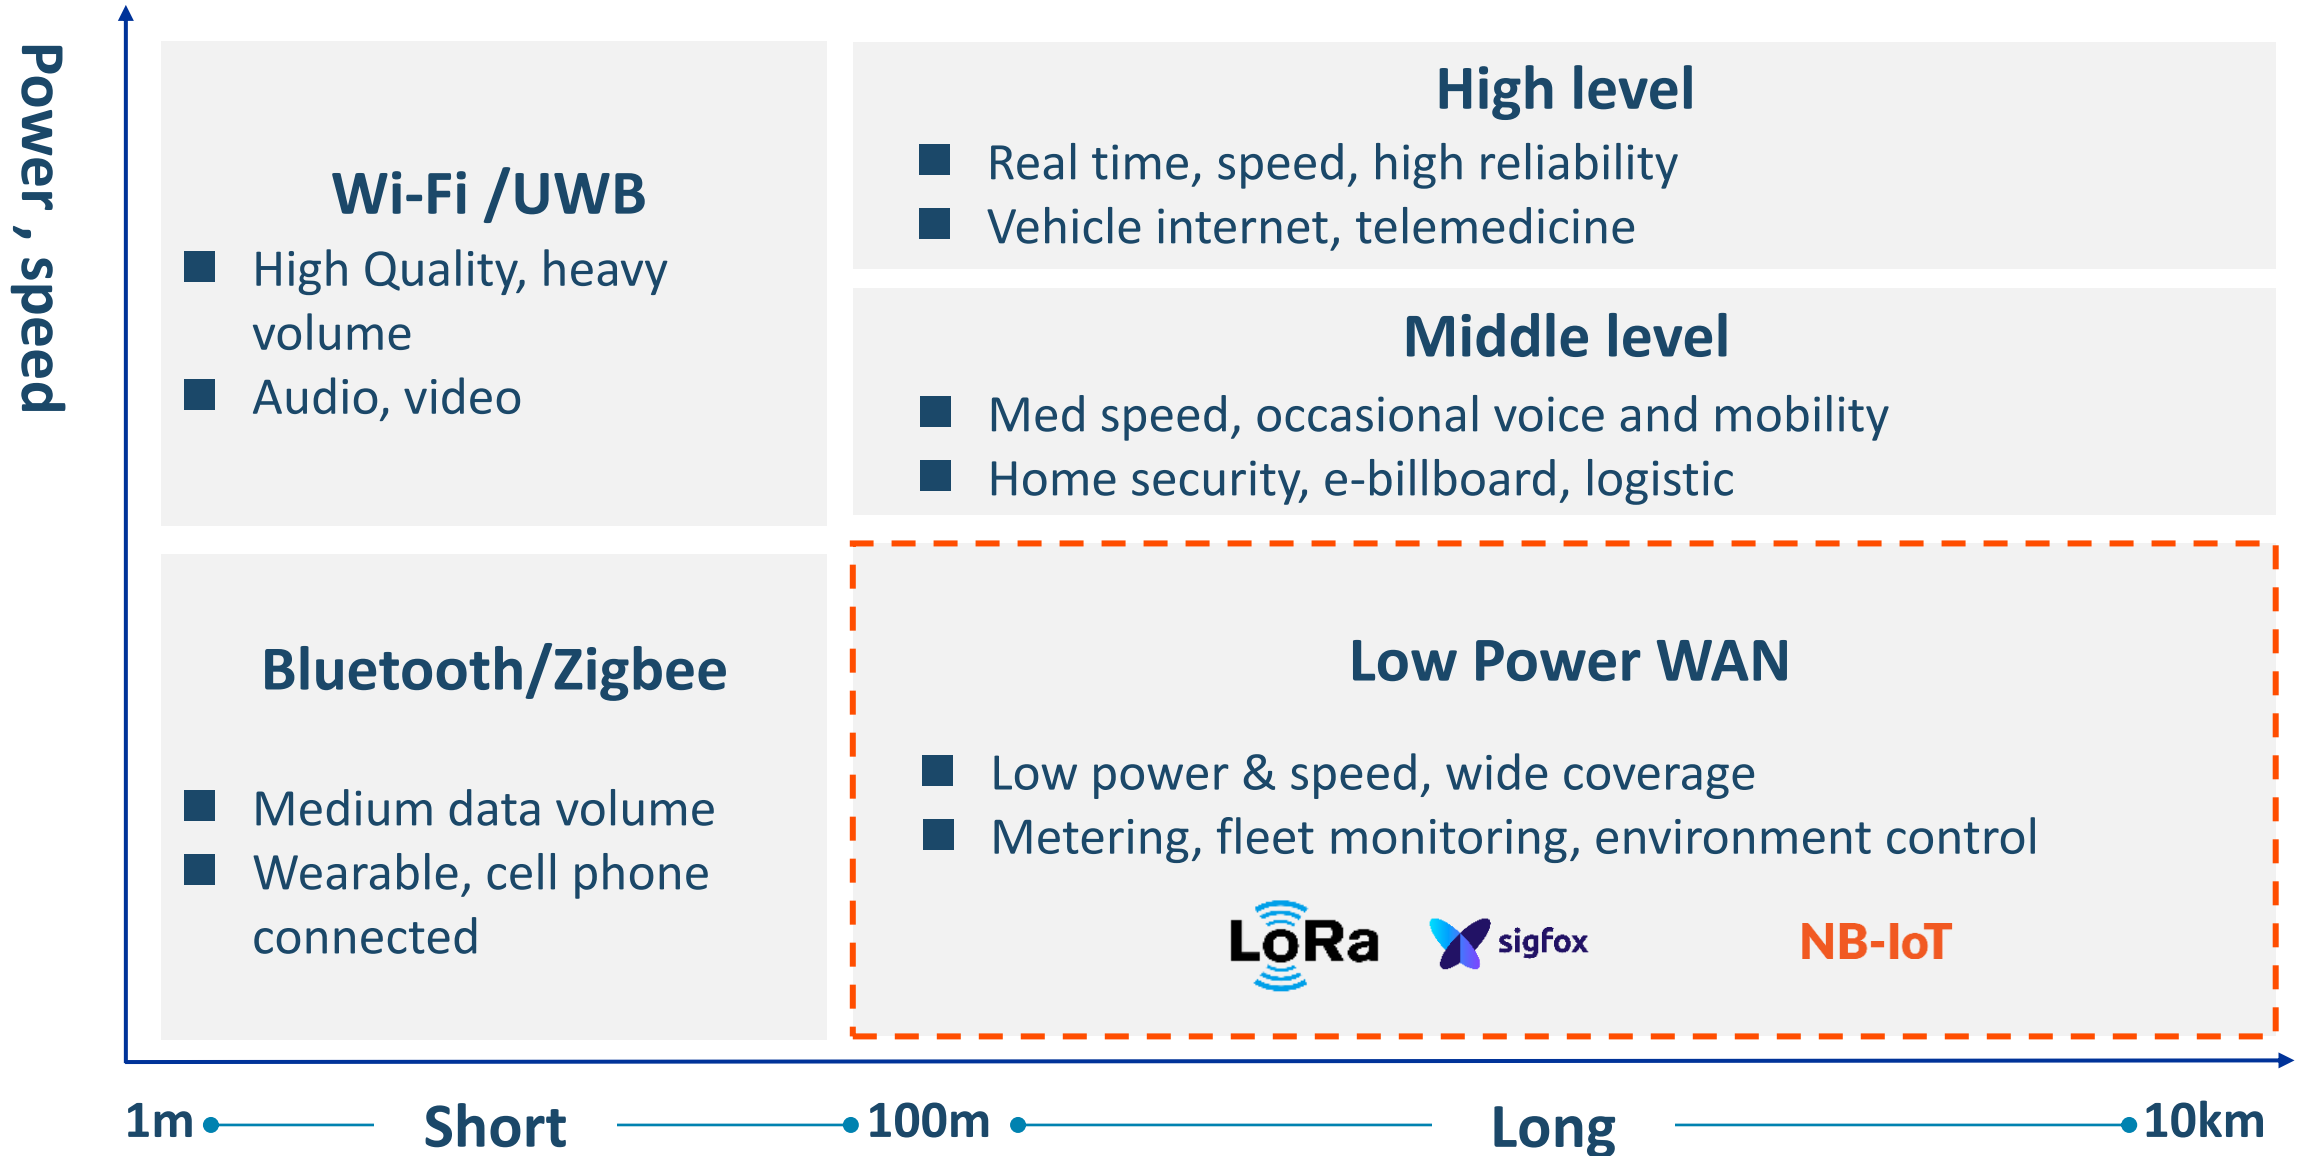 Power, speed
Wi-Fi /UWB
■ High Quality, heavy
volume
■ Audio, video
High level
■ Real time, speed, high reliability
■ Vehicle internet, telemedicine
Middle level
■ Med speed, occasional voice and mobility
■ Home security, e-billboard, logistic
Bluetooth/Zigbee
■ Medium data volume
■ Wearable, cell phone
connected
Low Power WAN
■ Low power & speed, wide coverage
■ Metering, fleet monitoring, environment control
LoRa sigfox NB-IoT
1m Short 100m Long 10km